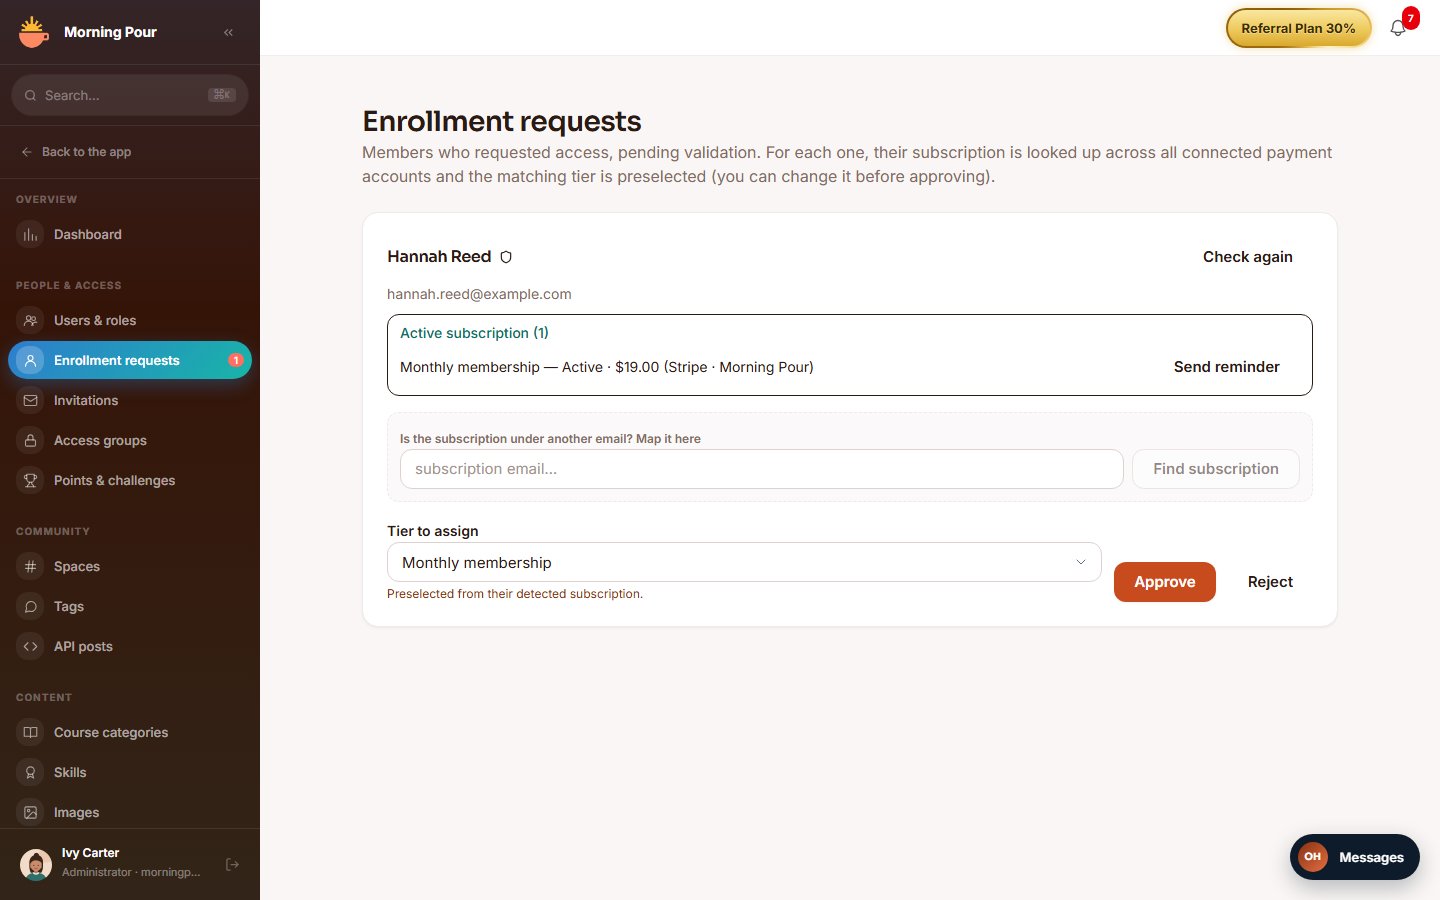 Morning Pour
Search...
⌘K
Back to the app
OVERVIEW
Dashboard
PEOPLE & ACCESS
Users & roles
Enrollment requests
1
Invitations
Access groups
Points & challenges
COMMUNITY
Spaces
Tags
API posts
CONTENT
Course categories
Skills
Images
Ivy Carter
Administrator · morningp...
Referral Plan 30%
7
Enrollment requests
Members who requested access, pending validation. For each one, their subscription is looked up across all connected payment
accounts and the matching tier is preselected (you can change it before approving).
Hannah Reed
Check again
hannah.reed@example.com
Active subscription (1)
Monthly membership — Active · $19.00 (Stripe · Morning Pour)
Send reminder
Is the subscription under another email? Map it here
subscription email...
Find subscription
Tier to assign
Monthly membership
Preselected from their detected subscription.
Approve
Reject
OH
Messages